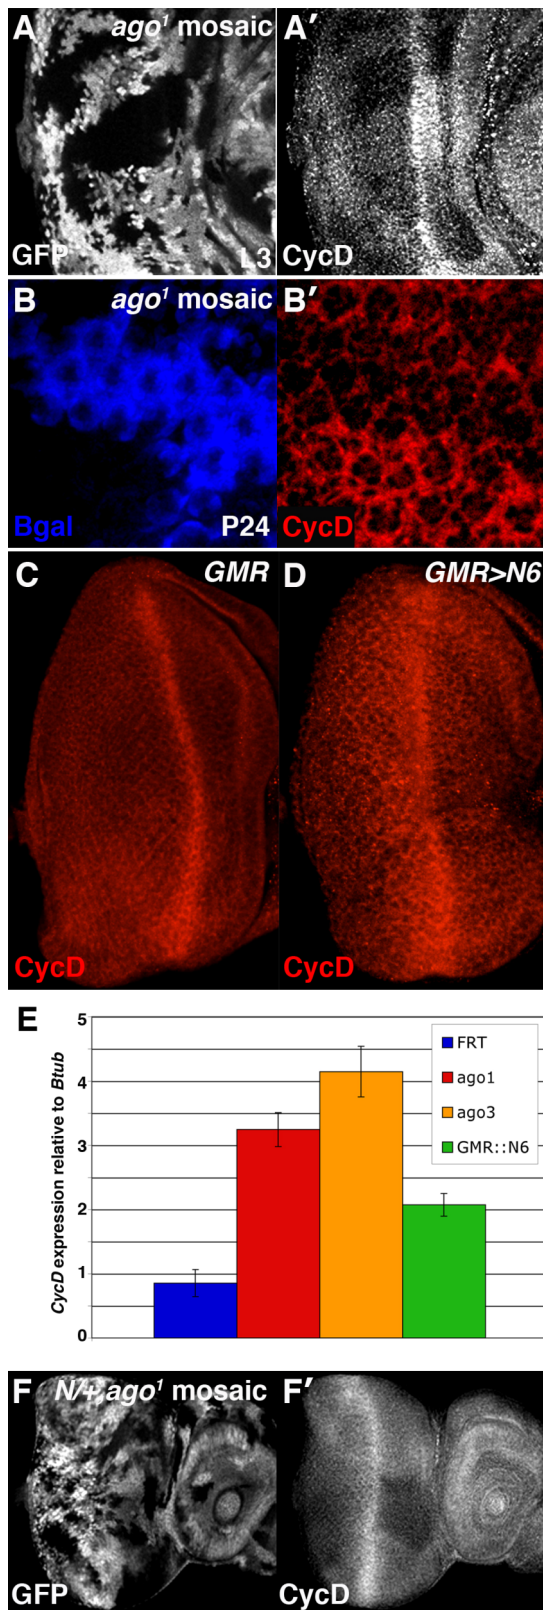 A ago¹ mosaic A′
GFP L3 CycD
B ago¹ mosaic B′
Bgal P24 CycD
C GMR D GMR>N6
CycD CycD
E
CycD expression relative to Btub
5
4
3
2
1
0
FRT
ago1
ago3
GMR::N6
F N/+,ago¹ mosaic F′
GFP CycD